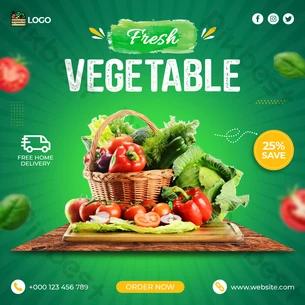 LOGO
Fresh
VEGETABLE
FREE HOME
DELIVERY
25%
SAVE
+000 123 456 789
ORDER NOW
www.website.com